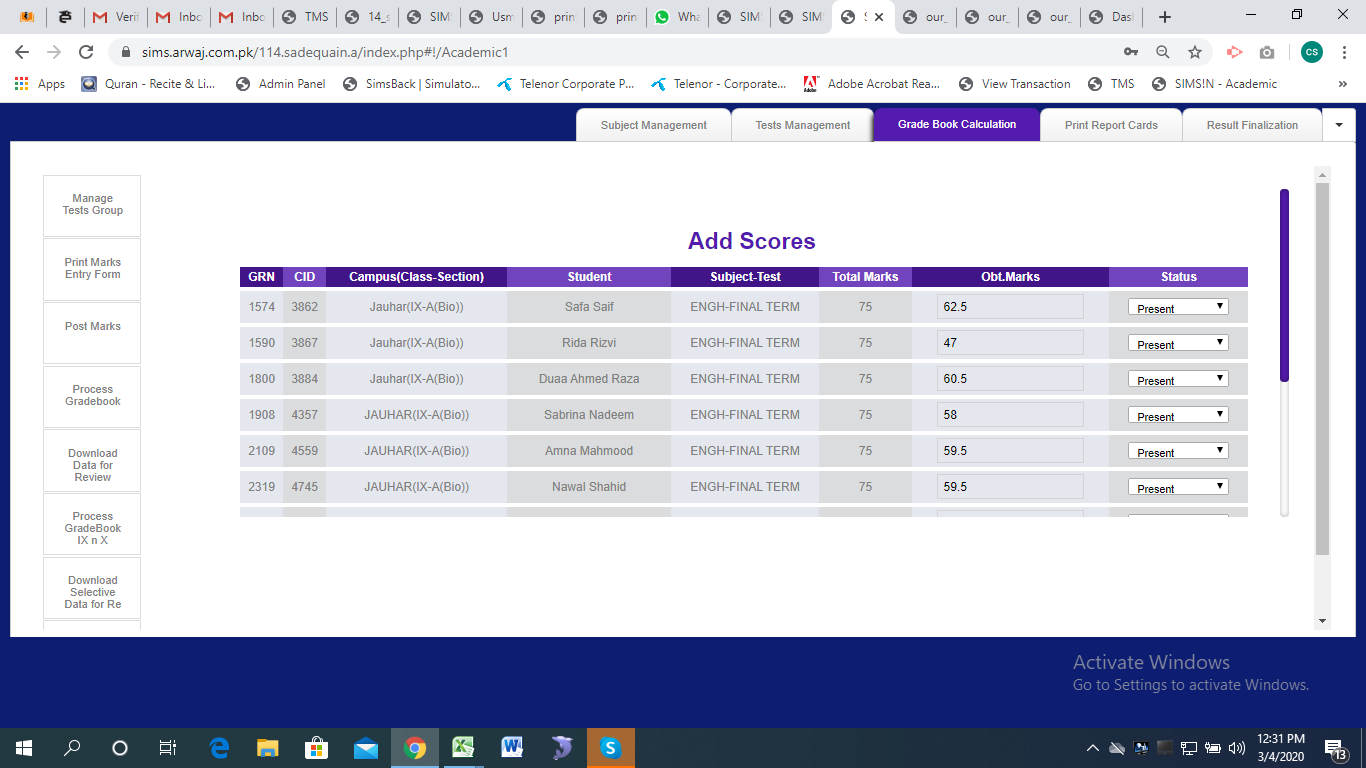 Verif
Inbo
Inbo
TMS
14_s
SIMS
Usm
prin
prin
Wha
SIMS
SIMS
S
our_
our_
our_
Dasl
sims.arwaj.com.pk/114.sadequain.a/index.php#!/Academic1
CS
Apps
Quran - Recite & Li...
Admin Panel
SimsBack | Simulato...
Telenor Corporate P...
Telenor - Corporate...
Adobe Acrobat Rea...
View Transaction
TMS
SIMS!N - Academic
Subject Management
Tests Management
Grade Book Calculation
Print Report Cards
Result Finalization
Manage
Tests Group
Print Marks
Entry Form
Post Marks
Process
Gradebook
Download
Data for
Review
Process
GradeBook
IX n X
Download
Selective
Data for Re
Add Scores
GRN CID Campus(Class-Section) Student Subject-Test Total Marks Obt.Marks Status
1574 3862 Jauhar(IX-A(Bio)) Safa Saif ENGH-FINAL TERM 75 62.5 Present
1590 3867 Jauhar(IX-A(Bio)) Rida Rizvi ENGH-FINAL TERM 75 47 Present
1800 3884 Jauhar(IX-A(Bio)) Duaa Ahmed Raza ENGH-FINAL TERM 75 60.5 Present
1908 4357 JAUHAR(IX-A(Bio)) Sabrina Nadeem ENGH-FINAL TERM 75 58 Present
2109 4559 JAUHAR(IX-A(Bio)) Amna Mahmood ENGH-FINAL TERM 75 59.5 Present
2319 4745 JAUHAR(IX-A(Bio)) Nawal Shahid ENGH-FINAL TERM 75 59.5 Present
Activate Windows
Go to Settings to activate Windows.
12:31 PM
3/4/2020
13